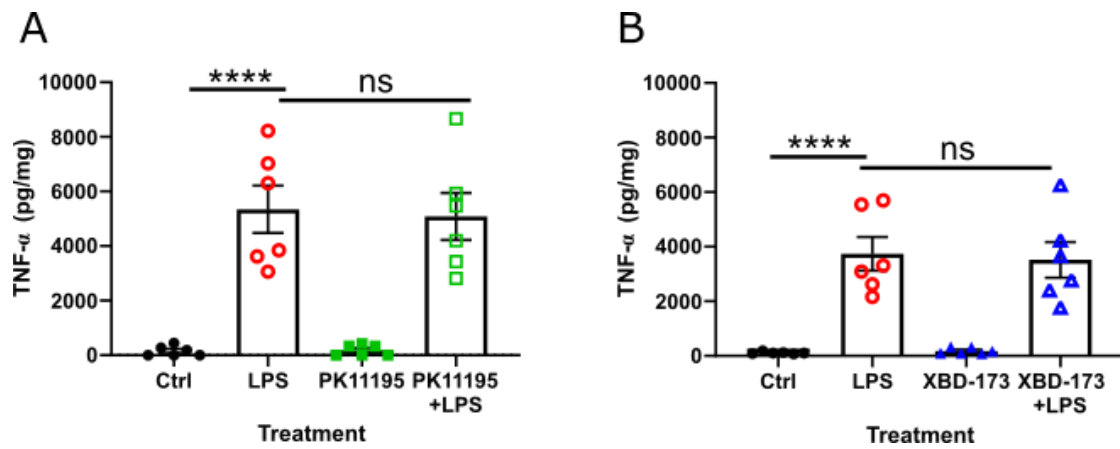 A
****
ns
10000
8000
6000
4000
2000
0
TNF-α (pg/mg)
Ctrl
LPS
PK11195
PK11195
+LPS
Treatment
B
****
ns
10000
8000
6000
4000
2000
0
TNF-α (pg/mg)
Ctrl
LPS
XBD-173
XBD-173
+LPS
Treatment